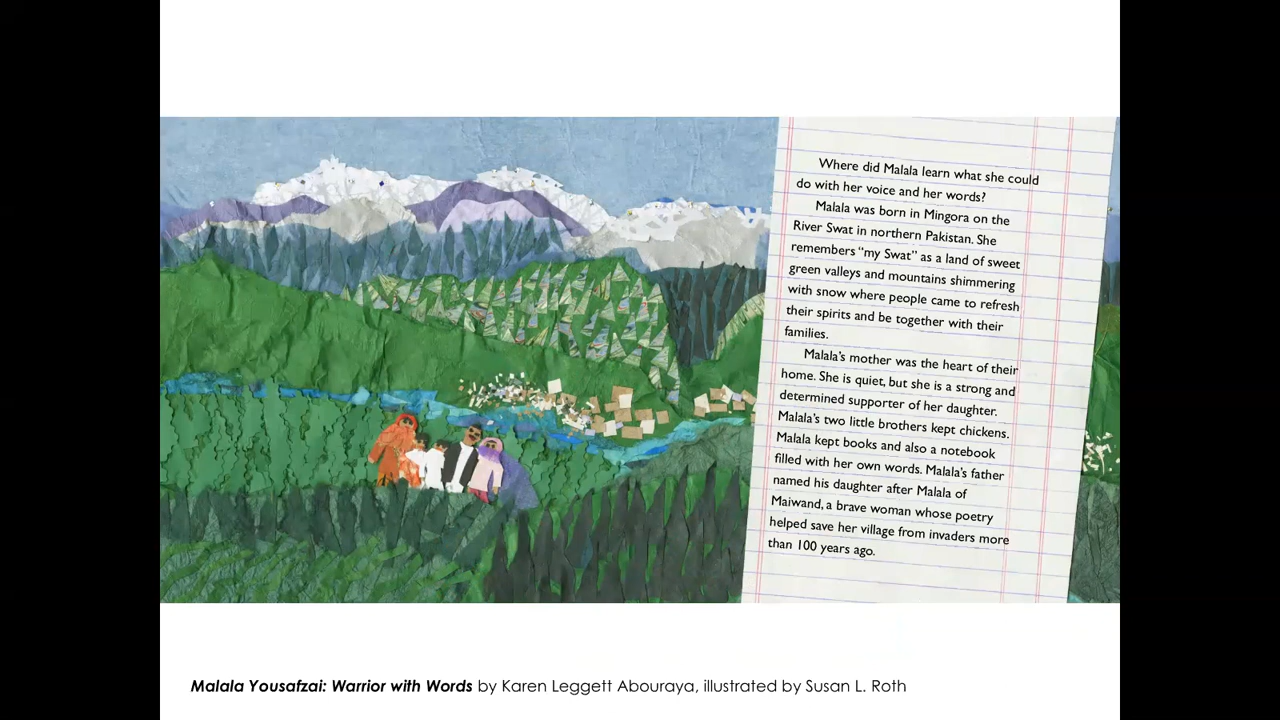 Where did Malala learn what she could
do with her voice and her words?
Malala was born in Mingora on the
River Swat in northern Pakistan. She
remembers “my Swat” as a land of sweet
green valleys and mountains shimmering
with snow where people came to refresh
their spirits and be together with their
families.
Malala’s mother was the heart of their
home. She is quiet, but she is a strong and
determined supporter of her daughter.
Malala’s two little brothers kept chickens.
Malala kept books and also a notebook
filled with her own words. Malala’s father
named his daughter after Malala of
Maiwand, a brave woman whose poetry
helped save her village from invaders more
than 100 years ago.
Malala Yousafzai: Warrior with Words by Karen Leggett Abouraya, illustrated by Susan L. Roth